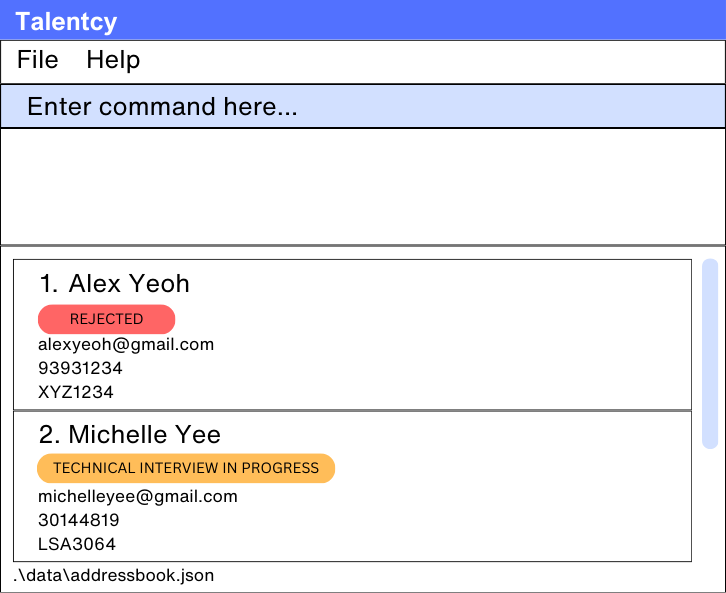 Talentcy
File Help
Enter command here...
1. Alex Yeoh
REJECTED
alexyeoh@gmail.com
93931234
XYZ1234
2. Michelle Yee
TECHNICAL INTERVIEW IN PROGRESS
michelleyee@gmail.com
30144819
LSA3064
.\data\addressbook.json